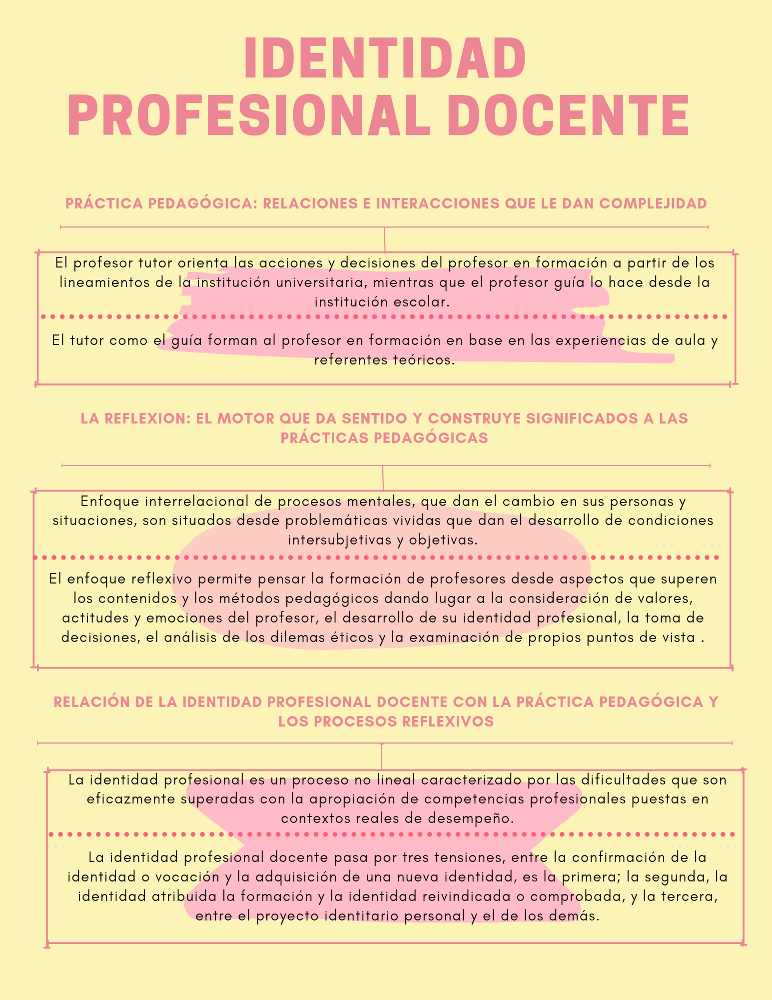 IDENTIDAD
PROFESIONAL DOCENTE
PRÁCTICA PEDAGÓGICA: RELACIONES E INTERACCIONES QUE LE DAN COMPLEJIDAD
El profesor tutor orienta las acciones y decisiones del profesor en formación a partir de los
lineamientos de la institución universitaria, mientras que el profesor guía lo hace desde la
institución escolar.
El tutor como el guía forman al profesor en formación en base en las experiencias de aula y
referentes teóricos.
LA REFLEXION: EL MOTOR QUE DA SENTIDO Y CONSTRUYE SIGNIFICADOS A LAS
PRÁCTICAS PEDAGÓGICAS
Enfoque interrelacional de procesos mentales, que dan el cambio en sus personas y
situaciones, son situados desde problemáticas vividas que dan el desarrollo de condiciones
intersubjetivas y objetivas.
El enfoque reflexivo permite pensar la formación de profesores desde aspectos que superen
los contenidos y los métodos pedagógicos dando lugar a la consideración de valores,
actitudes y emociones del profesor, el desarrollo de su identidad profesional, la toma de
decisiones, el análisis de los dilemas éticos y la examinación de propios puntos de vista .
RELACIÓN DE LA IDENTIDAD PROFESIONAL DOCENTE CON LA PRÁCTICA PEDAGÓGICA Y
LOS PROCESOS REFLEXIVOS
La identidad profesional es un proceso no lineal caracterizado por las dificultades que son
eficazmente superadas con la apropiación de competencias profesionales puestas en
contextos reales de desempeño.
La identidad profesional docente pasa por tres tensiones, entre la confirmación de la
identidad o vocación y la adquisición de una nueva identidad, es la primera; la segunda, la
identidad atribuida la formación y la identidad reivindicada o comprobada, y la tercera,
entre el proyecto identitario personal y el de los demás.